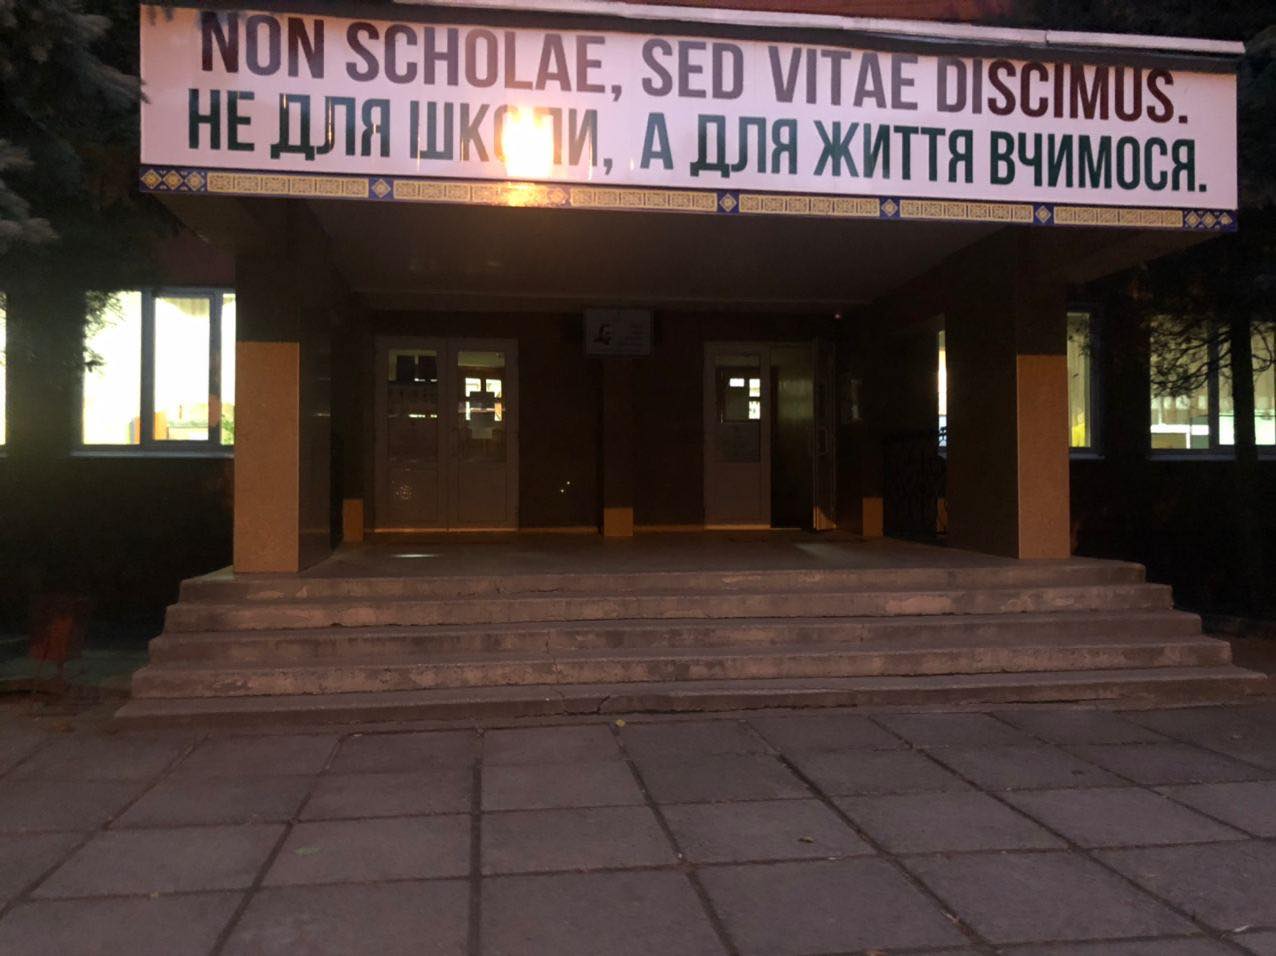 NON SCHOLAE, SED VITAE DISCIMUS.
НЕ ДЛЯ ШКОЛИ, А ДЛЯ ЖИТТЯ ВЧИМОСЯ.